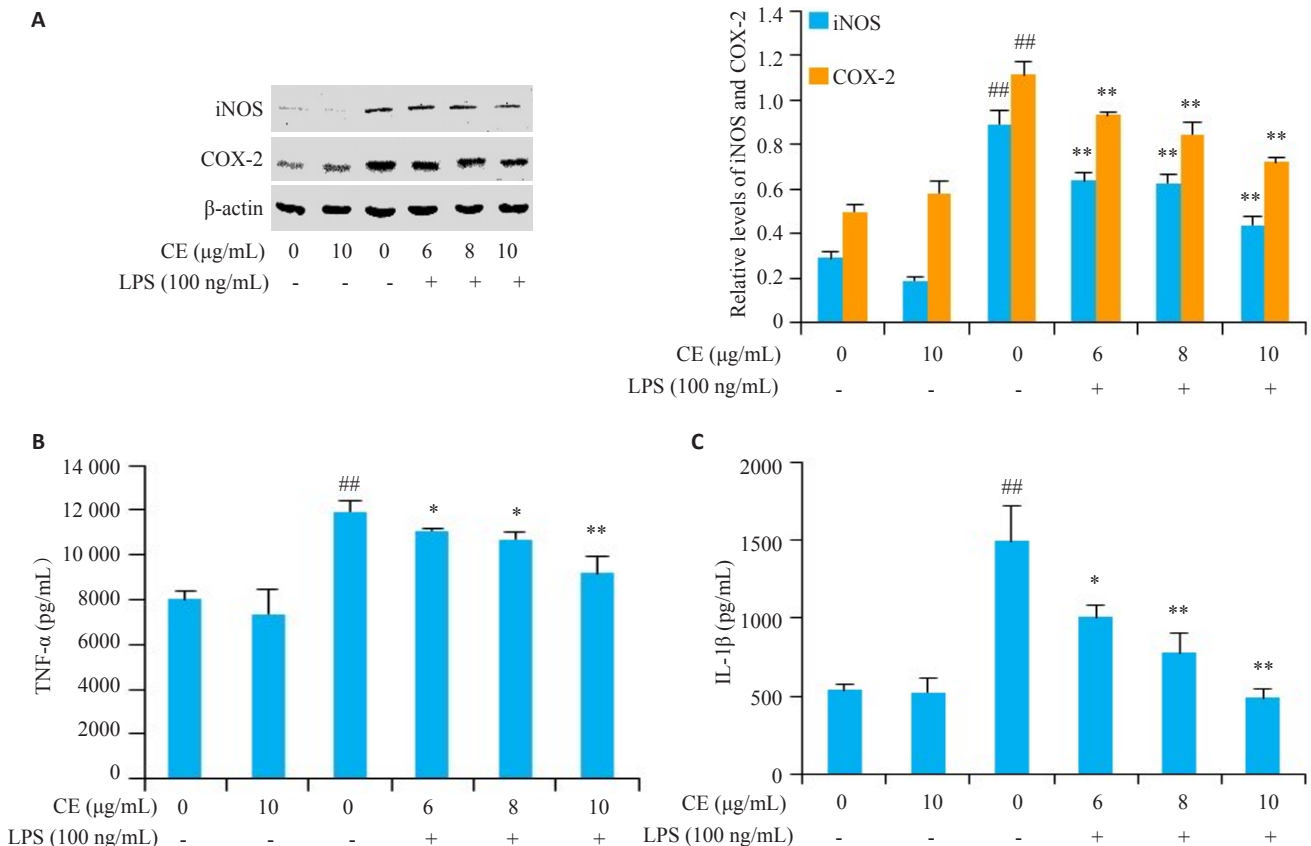 A
iNOS
COX-2
β-actin
CE (μg/mL) 0 10 0 6 8 10
LPS (100 ng/mL) - - - + + +
Relative levels of iNOS and COX-2
1.4
1.2
1.0
0.8
0.6
0.4
0.2
0
iNOS
COX-2
## ## ** ** ** ** ** **
CE (μg/mL) 0 10 0 6 8 10
LPS (100 ng/mL) - - - + + +
B
TNF-α (pg/mL)
14 000
12 000
10 000
8000
6000
4000
2000
0
## * * **
CE (μg/mL) 0 10 0 6 8 10
LPS (100 ng/mL) - - - + + +
C
IL-1β (pg/mL)
2000
1500
1000
500
0
## * ** **
CE (μg/mL) 0 10 0 6 8 10
LPS (100 ng/mL) - - - + + +